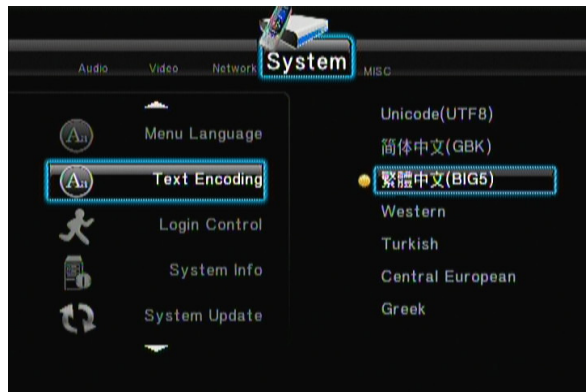 Audio Video Network System MISC
Menu Language
Text Encoding
Login Control
System Info
System Update
Unicode(UTF8)
简体中文(GBK)
繁體中文(BIG5)
Western
Turkish
Central European
Greek